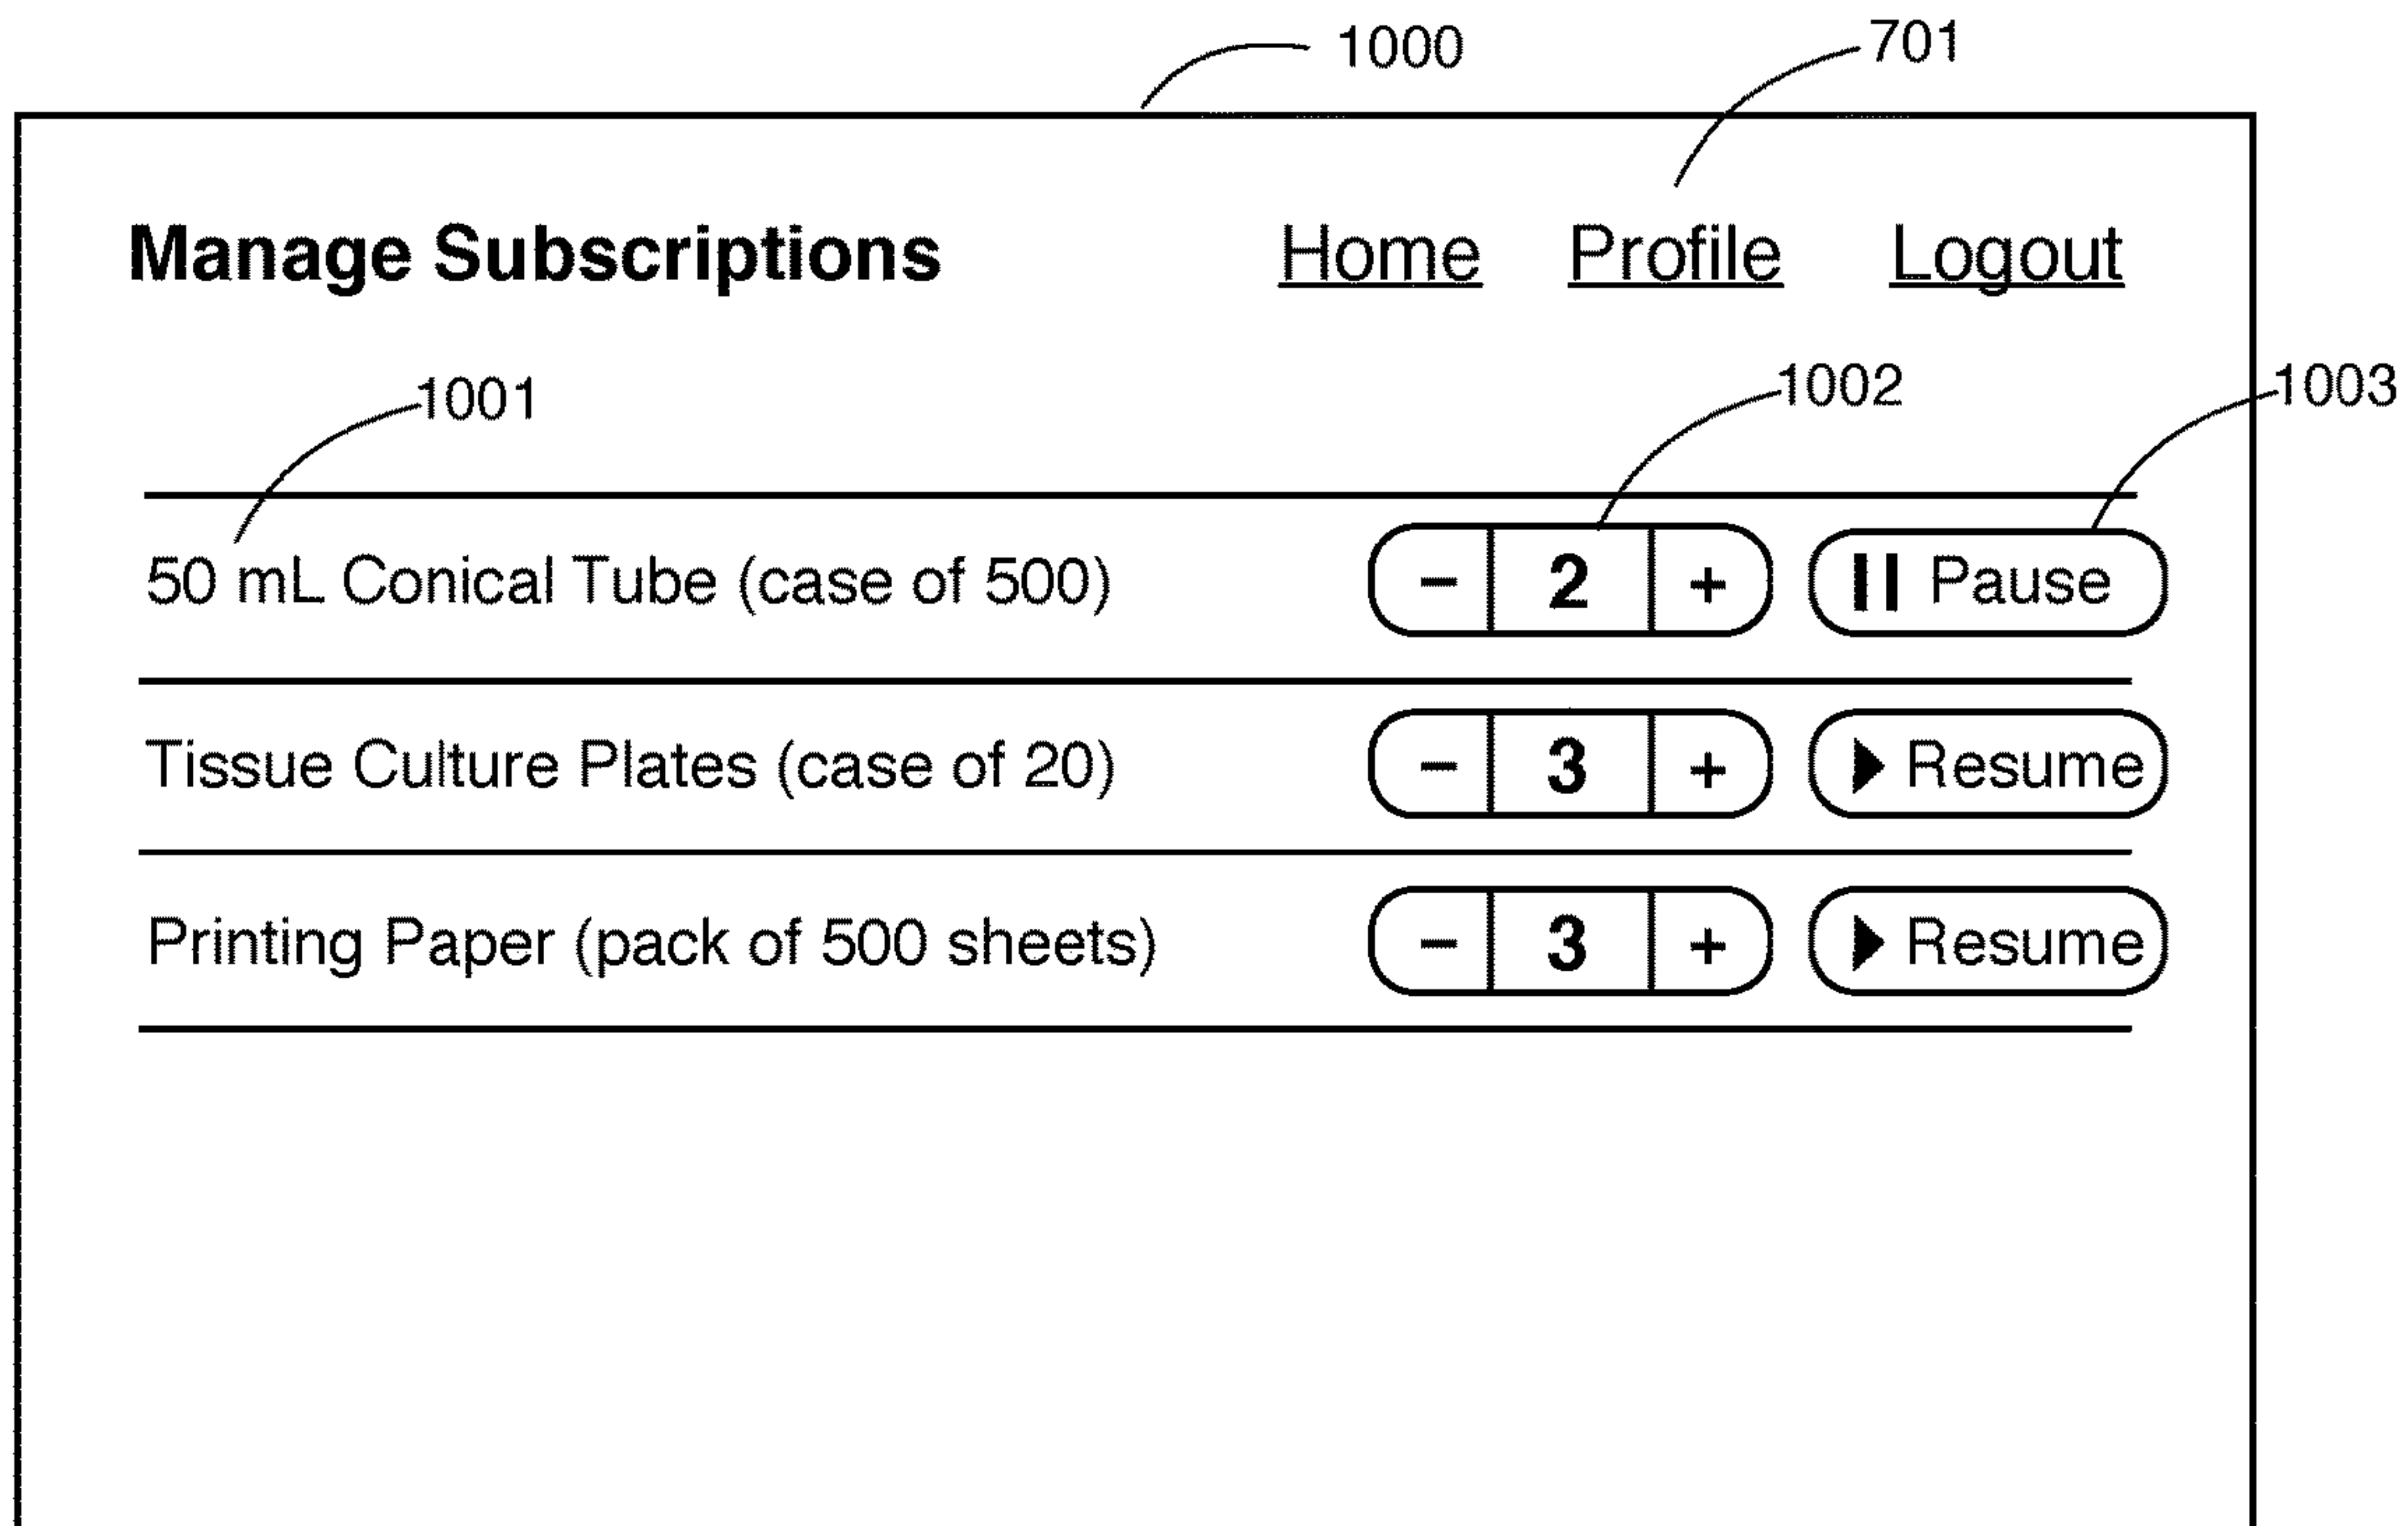 1000 701
Manage Subscriptions Home Profile Logout
1001 1002 1003
50 mL Conical Tube (case of 500) - 2 + Pause
Tissue Culture Plates (case of 20) - 3 + Resume
Printing Paper (pack of 500 sheets) - 3 + Resume